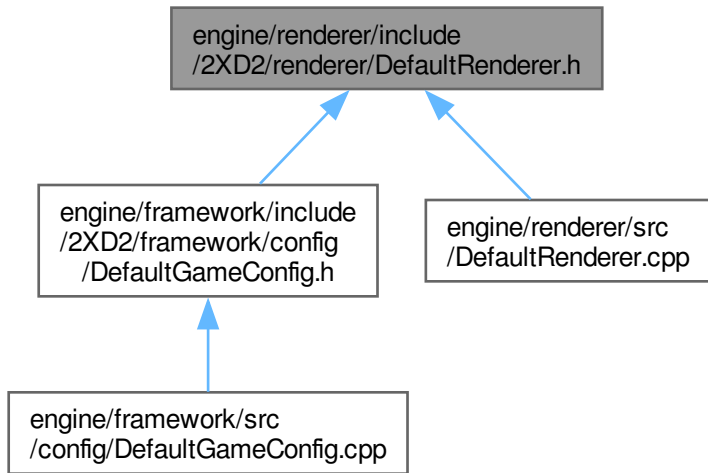 engine/renderer/include
/2XD2/renderer/DefaultRenderer.h
engine/framework/include
/2XD2/framework/config
/DefaultGameConfig.h
engine/renderer/src
/DefaultRenderer.cpp
engine/framework/src
/config/DefaultGameConfig.cpp